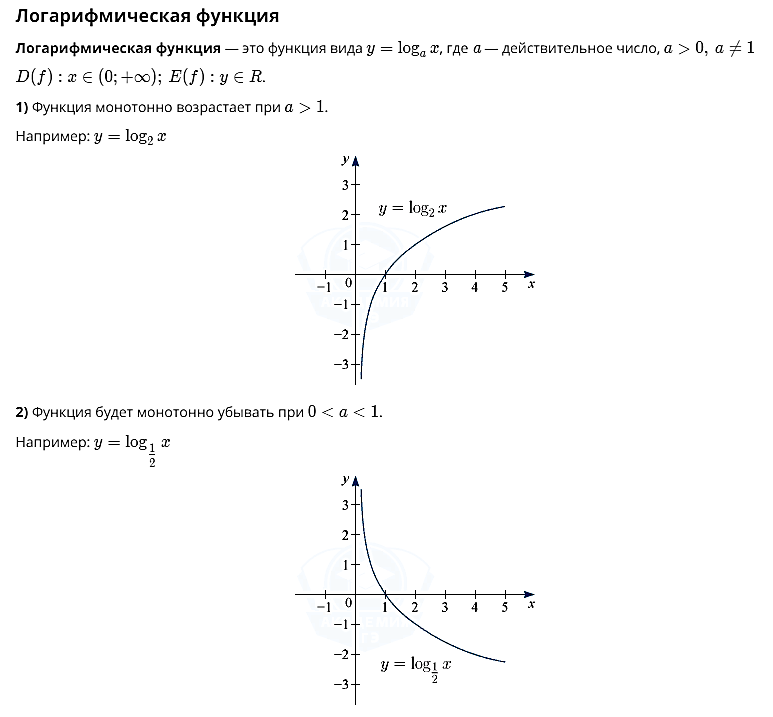 Логарифмическая функция
Логарифмическая функция — это функция вида y = logₐ x, где a — действительное число, a > 0, a ≠ 1
D(f) : x ∈ (0; +∞); E(f) : y ∈ R.
1) Функция монотонно возрастает при a > 1.
Например: y = log₂ x
y
3
y = log₂ x
2
1
−1 0 1 2 3 4 5 x
−1
−2
−3
2) Функция будет монотонно убывать при 0 < a < 1.
Например: y = log_{1/2} x
y
3
2
1
−1 0 1 2 3 4 5 x
−1
−2
y = log_{1/2} x
−3